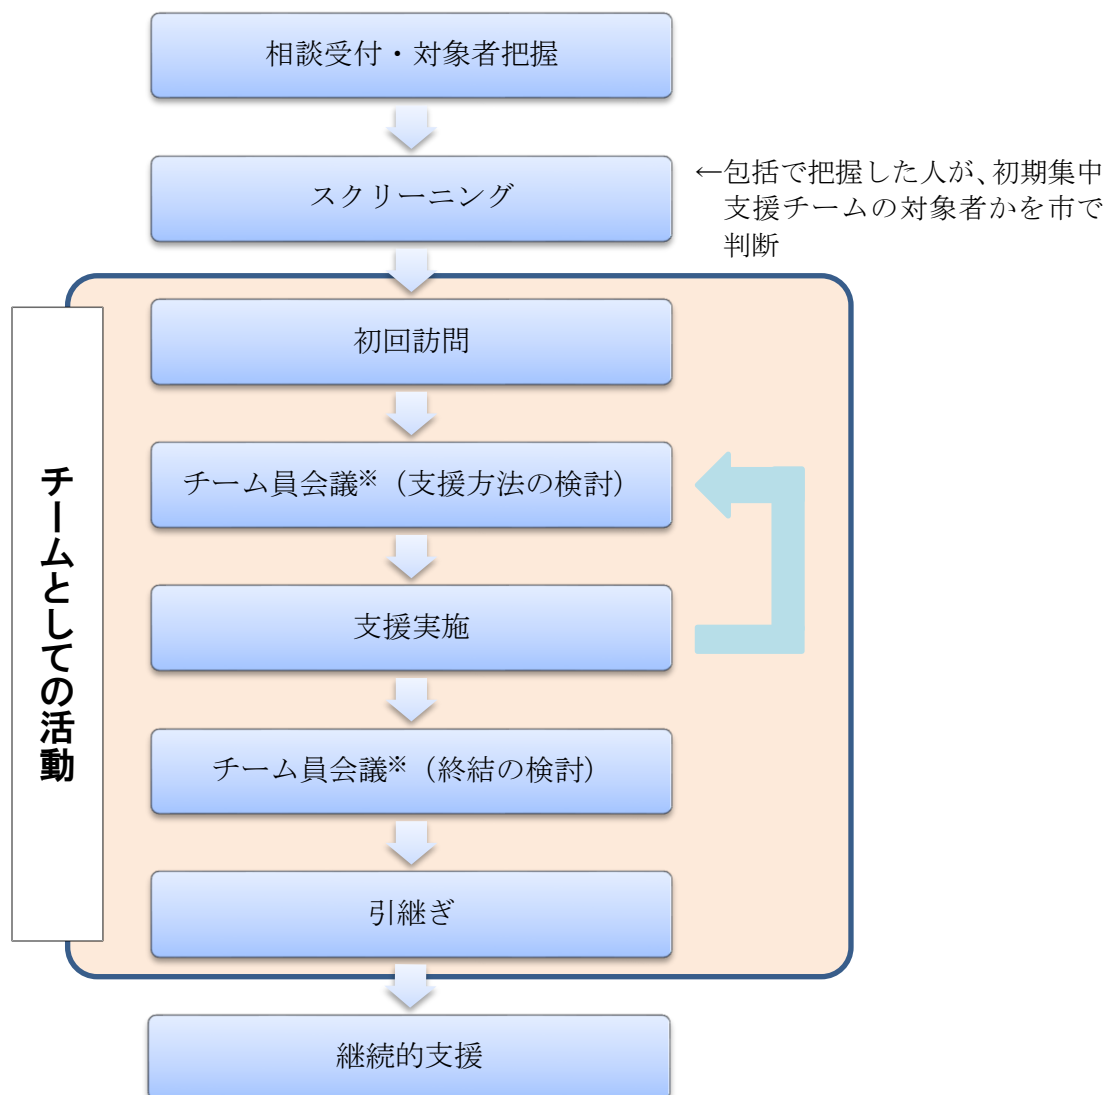 相談受付・対象者把握
スクリーニング
←包括で把握した人が、初期集中
支援チームの対象者かを市で
判断
チームとしての活動
初回訪問
チーム員会議※（支援方法の検討）
支援実施
チーム員会議※（終結の検討）
引継ぎ
継続的支援